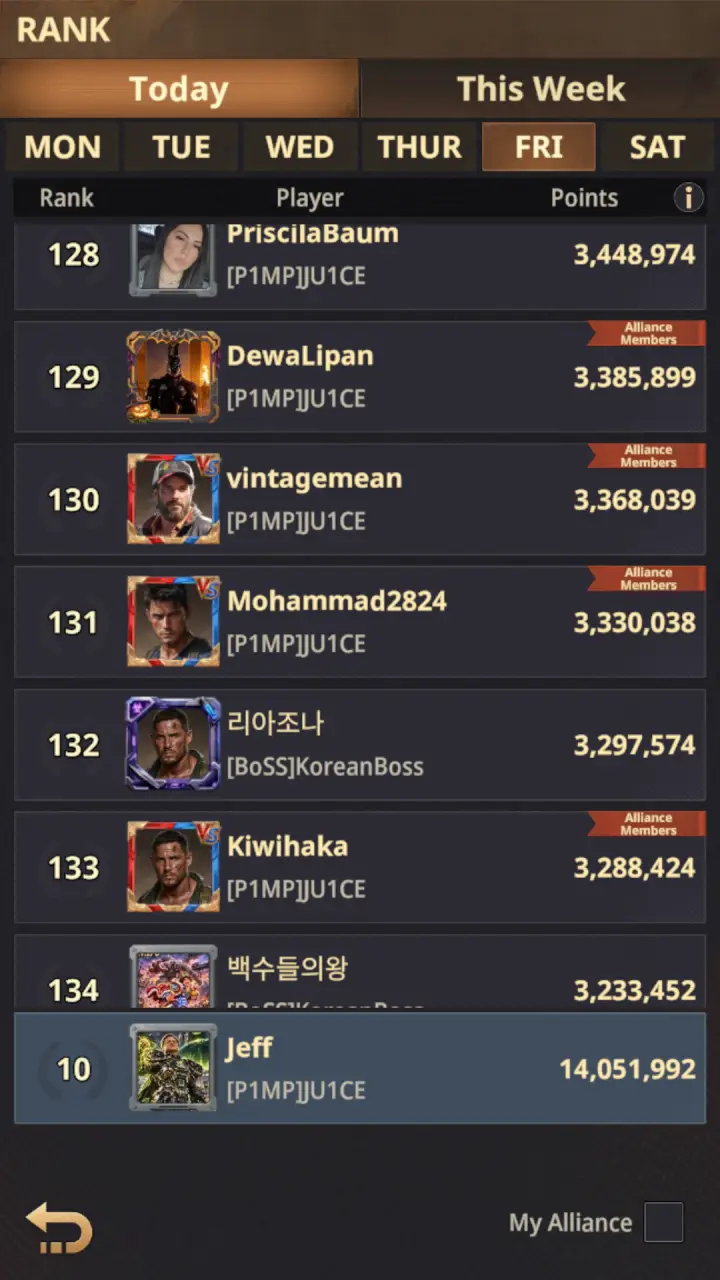 RANK
Today
This Week
MON
TUE
WED
THUR
FRI
SAT
Rank
Player
Points
128
PriscilaBaum
[P1MP]JU1CE
3,448,974
Alliance
Members
129
DewaLipan
[P1MP]JU1CE
3,385,899
Alliance
Members
130
vintagemean
[P1MP]JU1CE
3,368,039
Alliance
Members
131
Mohammad2824
[P1MP]JU1CE
3,330,038
132
리아조나
[BoSS]KoreanBoss
3,297,574
Alliance
Members
133
Kiwihaka
[P1MP]JU1CE
3,288,424
134
백수들의왕
[BoSS]KoreanBoss
3,233,452
10
Jeff
[P1MP]JU1CE
14,051,992
My Alliance